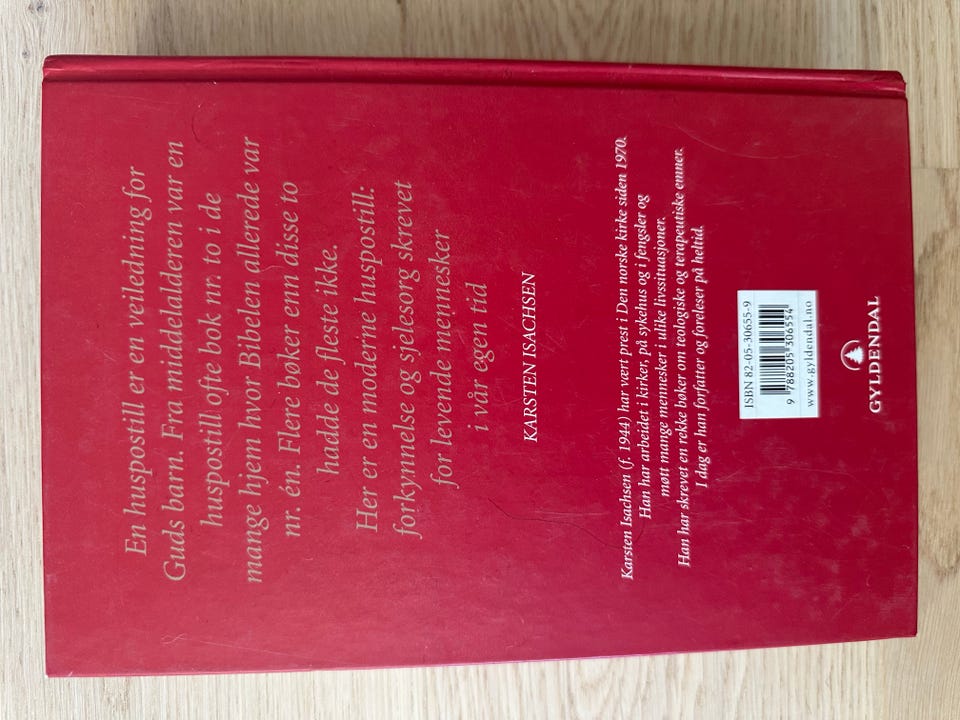 En huspostill er en veiledning for
Guds barn. Fra middelalderen var en
huspostill ofte bok nr. to i de
mange hjem hvor Bibelen allerede var
nr. én. Flere bøker enn disse to
hadde de fleste ikke.
Her er en moderne huspostill:
forkynnelse og sjelesorg skrevet
for levende mennesker
i vår egen tid
KARSTEN ISACHSEN
Karsten Isachsen (f. 1944) har vært prest i Den norske kirke siden 1970.
Han har arbeidet i kirker, på sykehus og i fengsler og
møtt mange mennesker i ulike livssituasjoner.
Han har skrevet en rekke bøker om teologiske og terapeutiske emner.
I dag er han forfatter og foreleser på heltid.
ISBN 82-05-30655-9
9 788205 306554
www.gyldendal.no
GYLDENDAL